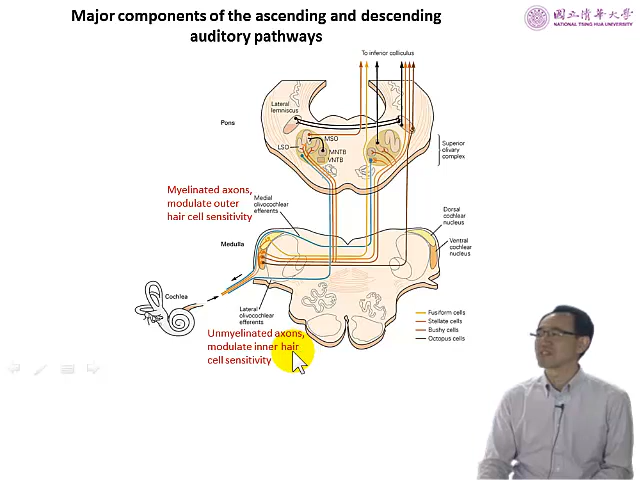 Major components of the ascending and descending
auditory pathways
國立清華大學
NATIONAL TSING HUA UNIVERSITY
To inferior colliculus
Lateral
lemniscus
Pons
MSO
LSO
MNTB
VNTB
Superior
olivary
complex
Myelinated axons,
modulate outer
hair cell sensitivity
Medial
olivocochlear
efferents
Dorsal
cochlear
nucleus
Medulla
Ventral
cochlear
nucleus
Cochlea
Lateral
olivocochlear
efferents
Fusiform cells
Stellate cells
Bushy cells
Octopus cells
Unmyelinated axons,
modulate inner hair
cell sensitivity